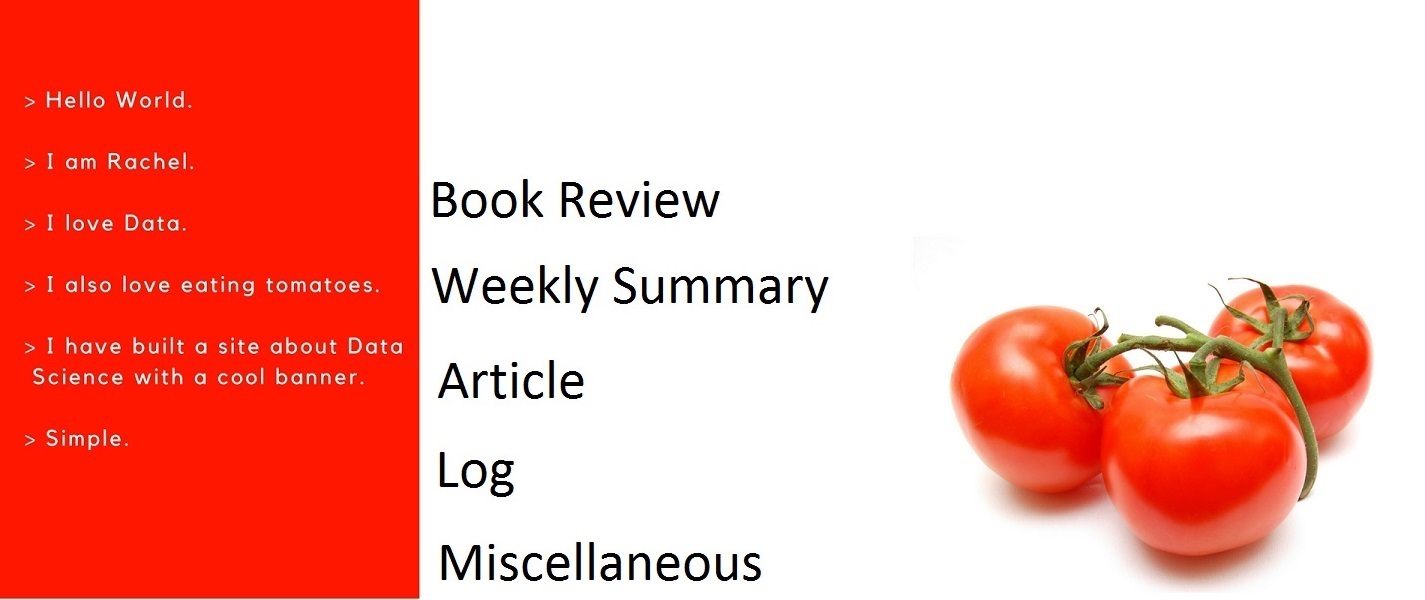 > Hello World.
> I am Rachel.
> I love Data.
> I also love eating tomatoes.
> I have built a site about Data
Science with a cool banner.
> Simple.
Book Review
Weekly Summary
Article
Log
Miscellaneous